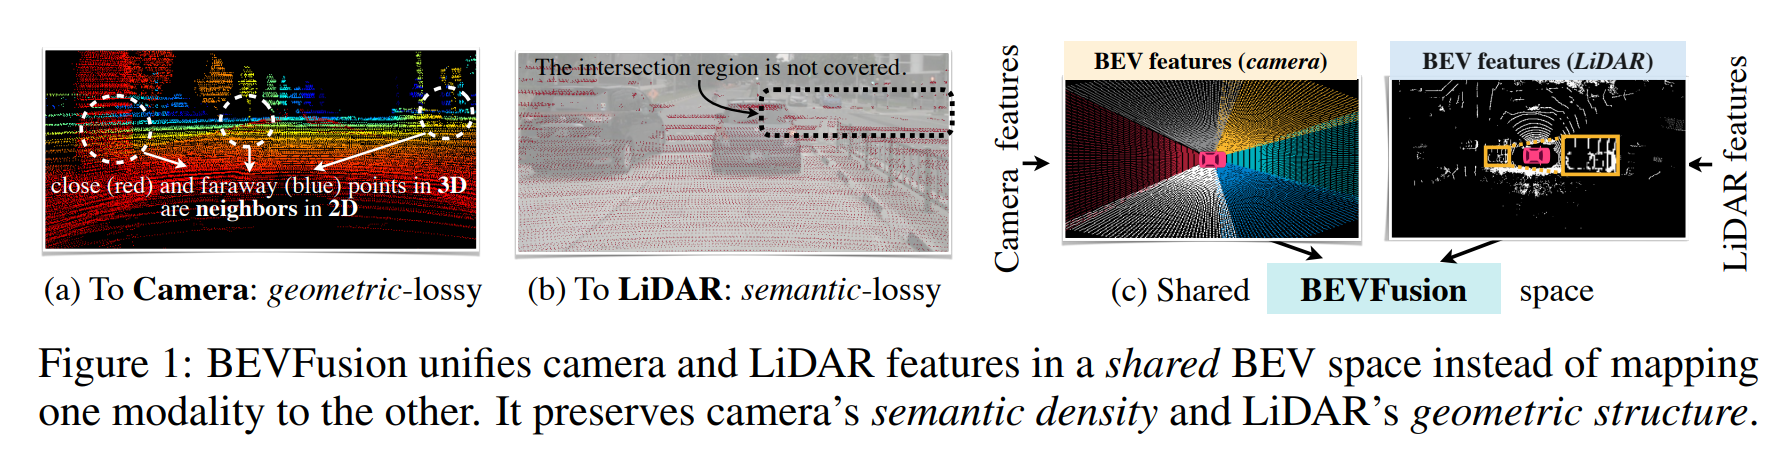 close (red) and faraway (blue) points in 3D
are neighbors in 2D
(a) To Camera: geometric-lossy
The intersection region is not covered.
(b) To LiDAR: semantic-lossy
Camera features
BEV features (camera)
BEV features (LiDAR)
LiDAR features
(c) Shared BEVFusion space
Figure 1: BEVFusion unifies camera and LiDAR features in a shared BEV space instead of mapping
one modality to the other. It preserves camera's semantic density and LiDAR's geometric structure.